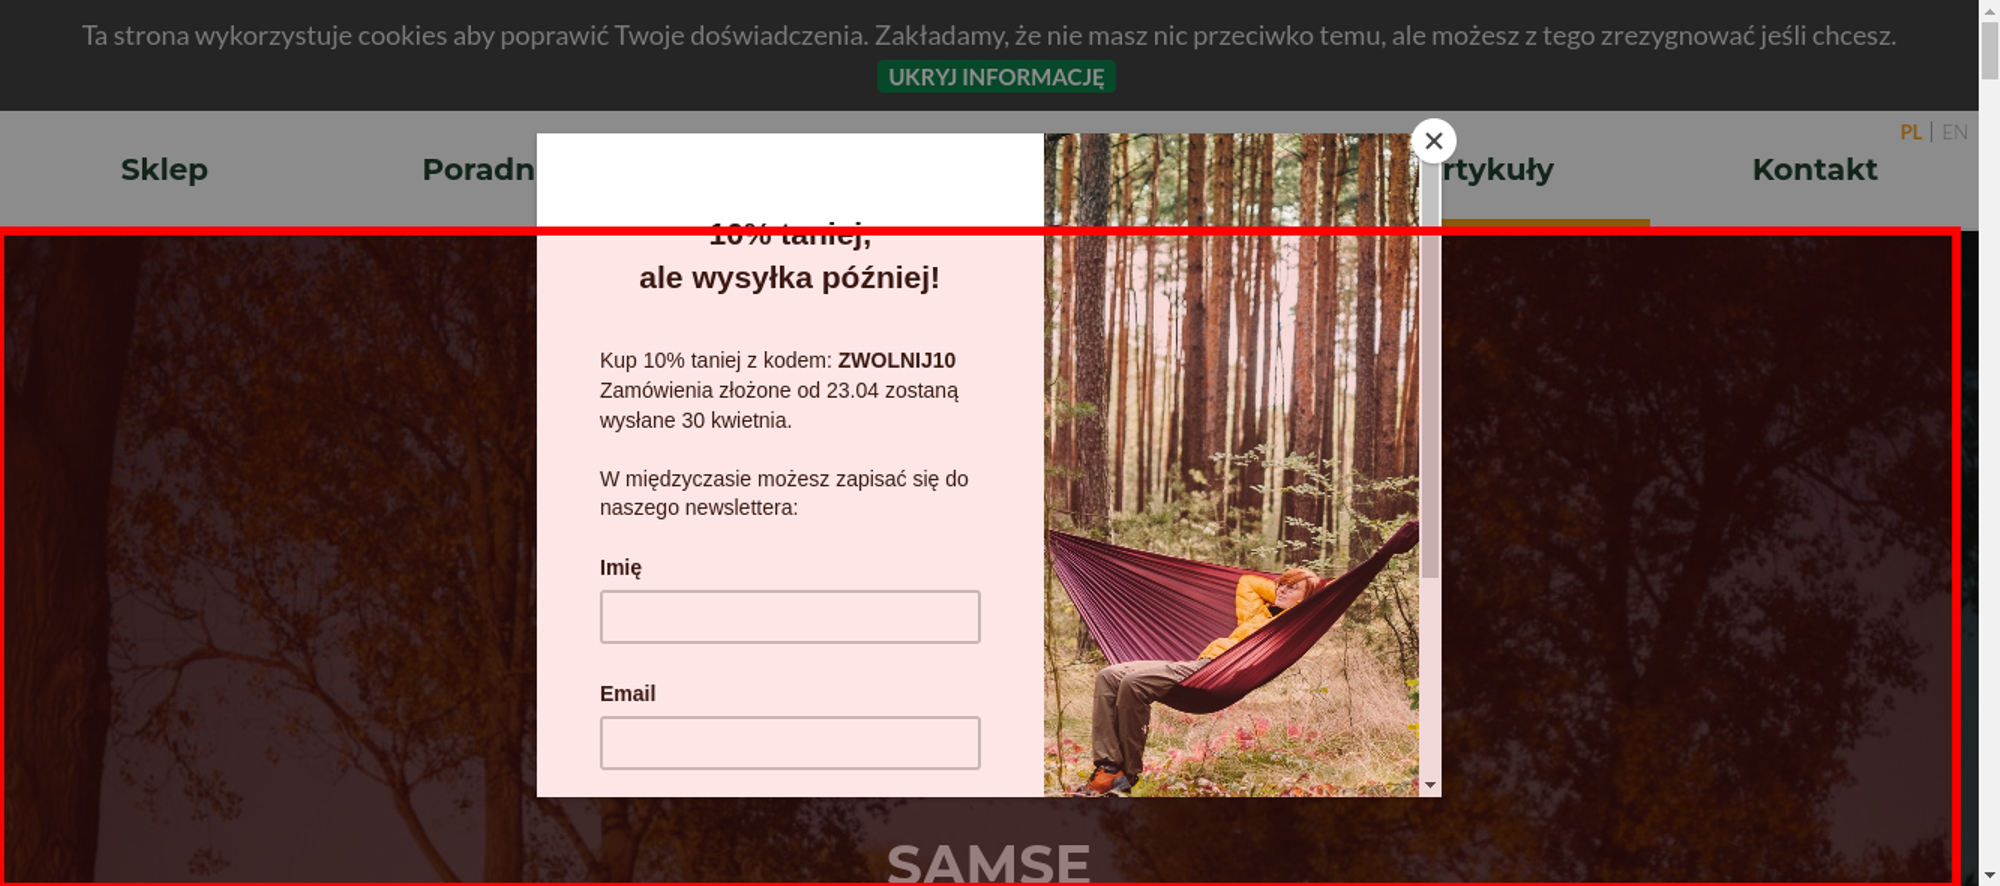 Ta strona wykorzystuje cookies aby poprawić Twoje doświadczenia. Zakładamy, że nie masz nic przeciwko temu, ale możesz z tego zrezygnować jeśli chcesz.
UKRYJ INFORMACJĘ
PL | EN
Sklep
Poradn
rtykuły
Kontakt
10% taniej,
ale wysyłka później!
Kup 10% taniej z kodem: ZWOLNIJ10
Zamówienia złożone od 23.04 zostaną
wysłane 30 kwietnia.
W międzyczasie możesz zapisać się do
naszego newslettera:
Imię
Email
SAMSE